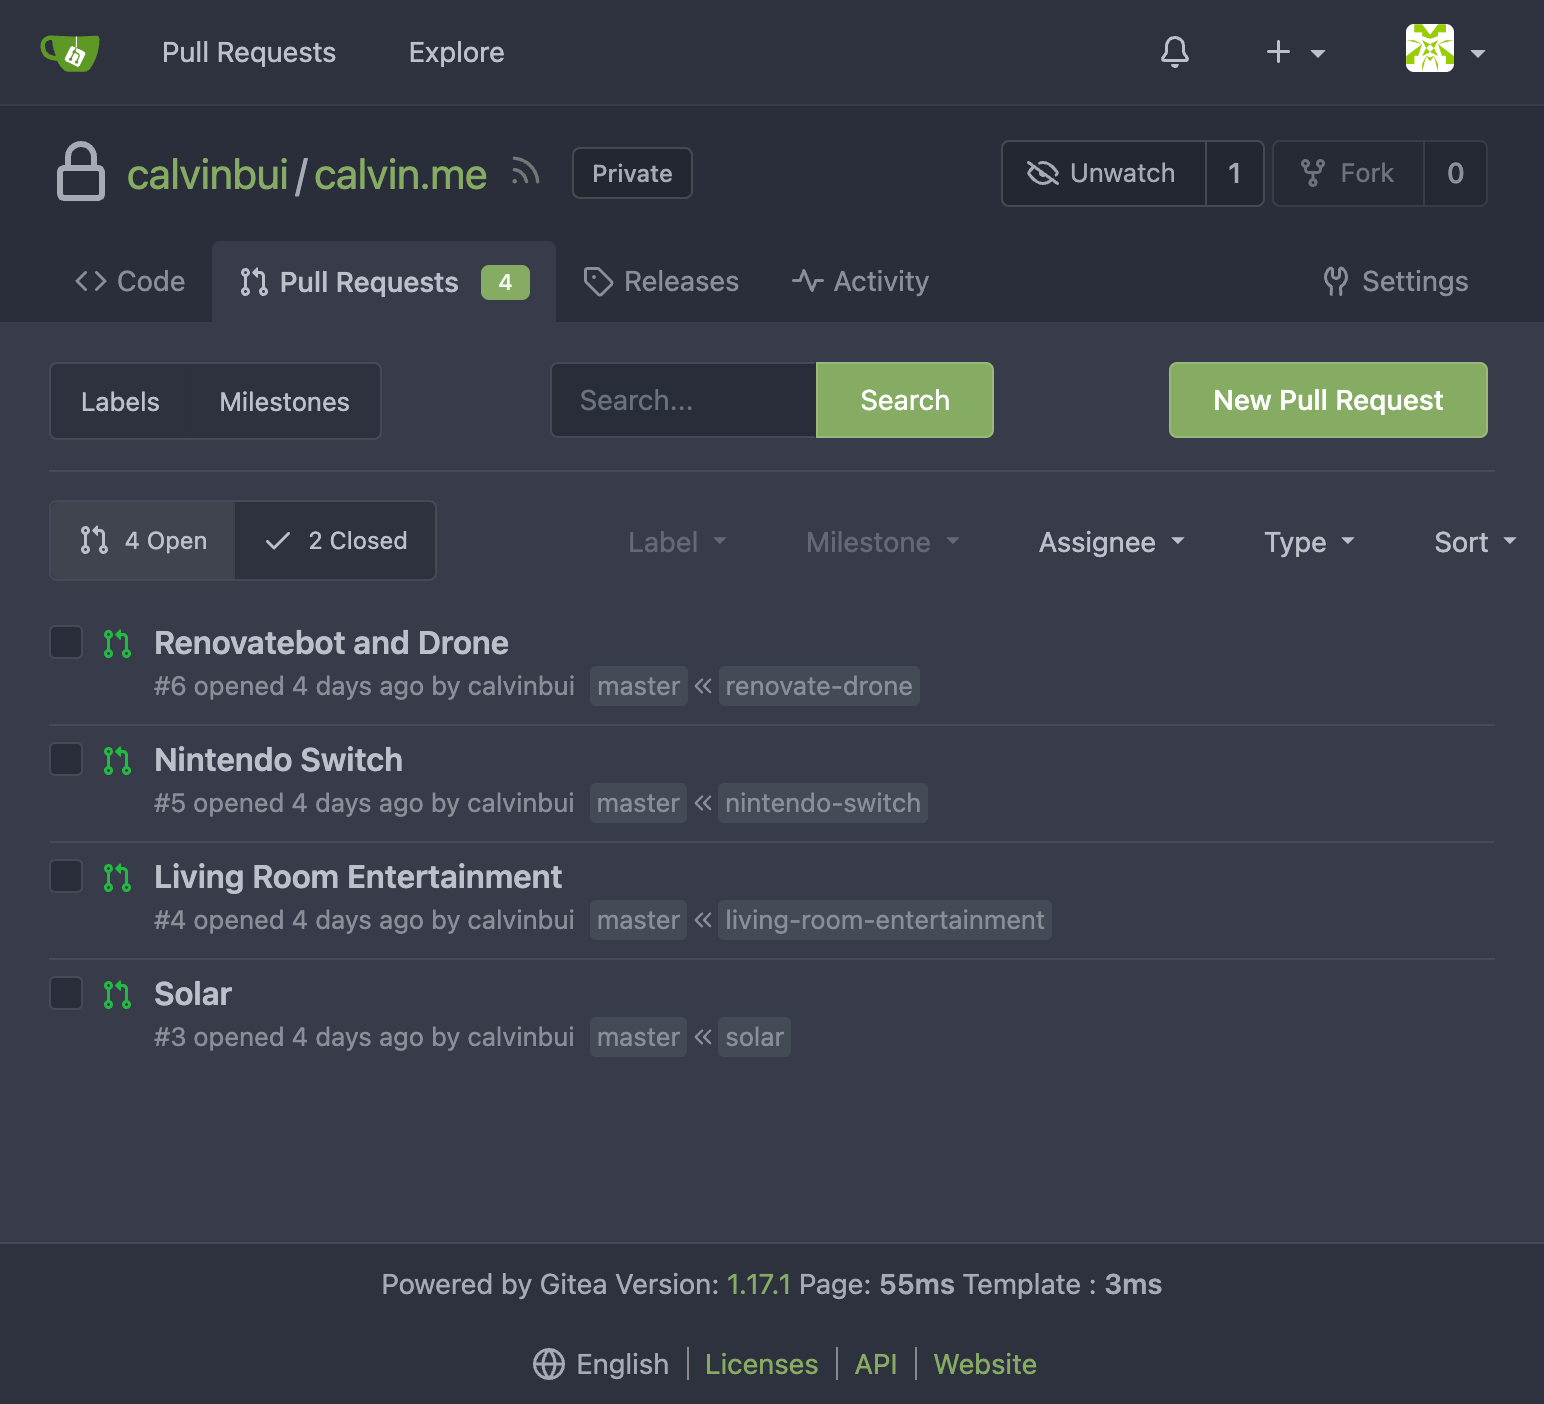 Pull Requests Explore
calvinbui/calvin.me Private Unwatch 1 Fork 0
Code Pull Requests 4 Releases Activity Settings
Labels Milestones Search... Search New Pull Request
4 Open 2 Closed Label Milestone Assignee Type Sort
Renovatebot and Drone
#6 opened 4 days ago by calvinbui master « renovate-drone
Nintendo Switch
#5 opened 4 days ago by calvinbui master « nintendo-switch
Living Room Entertainment
#4 opened 4 days ago by calvinbui master « living-room-entertainment
Solar
#3 opened 4 days ago by calvinbui master « solar
Powered by Gitea Version: 1.17.1 Page: 55ms Template : 3ms
English Licenses API Website